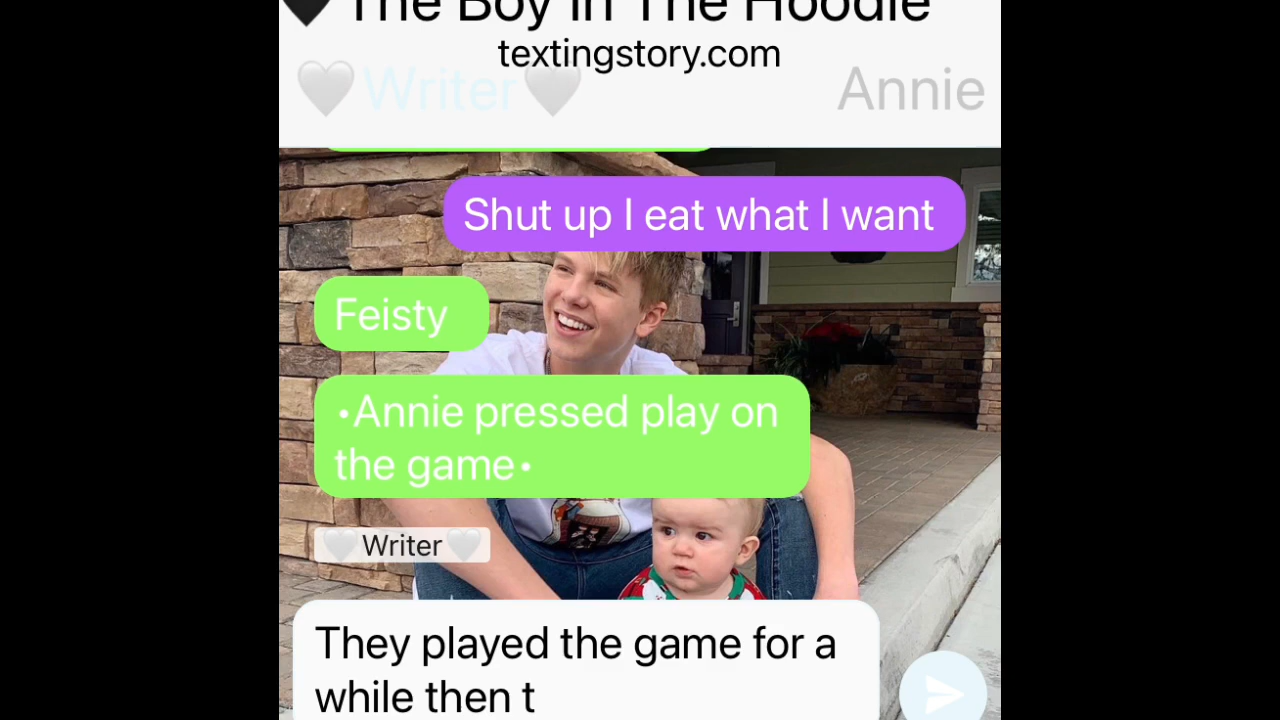 🖤 The Boy In The Hoodie
textingstory.com
🤍Writer🤍
Annie
Shut up I eat what I want
Feisty
•Annie pressed play on
the game•
🤍Writer🤍
They played the game for a
while then t